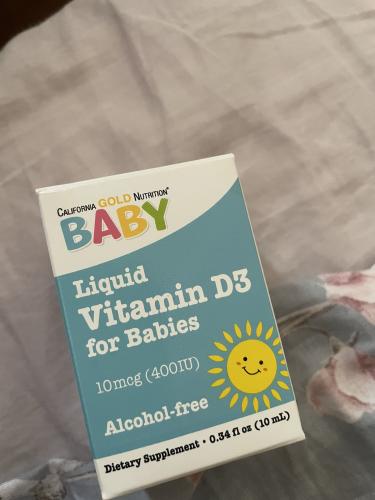 CALIFORNIA GOLD NUTRITION®
BABY
Liquid
Vitamin D3
for Babies
10mcg (400IU)
Alcohol-free
Dietary Supplement • 0.34 fl oz (10 mL)